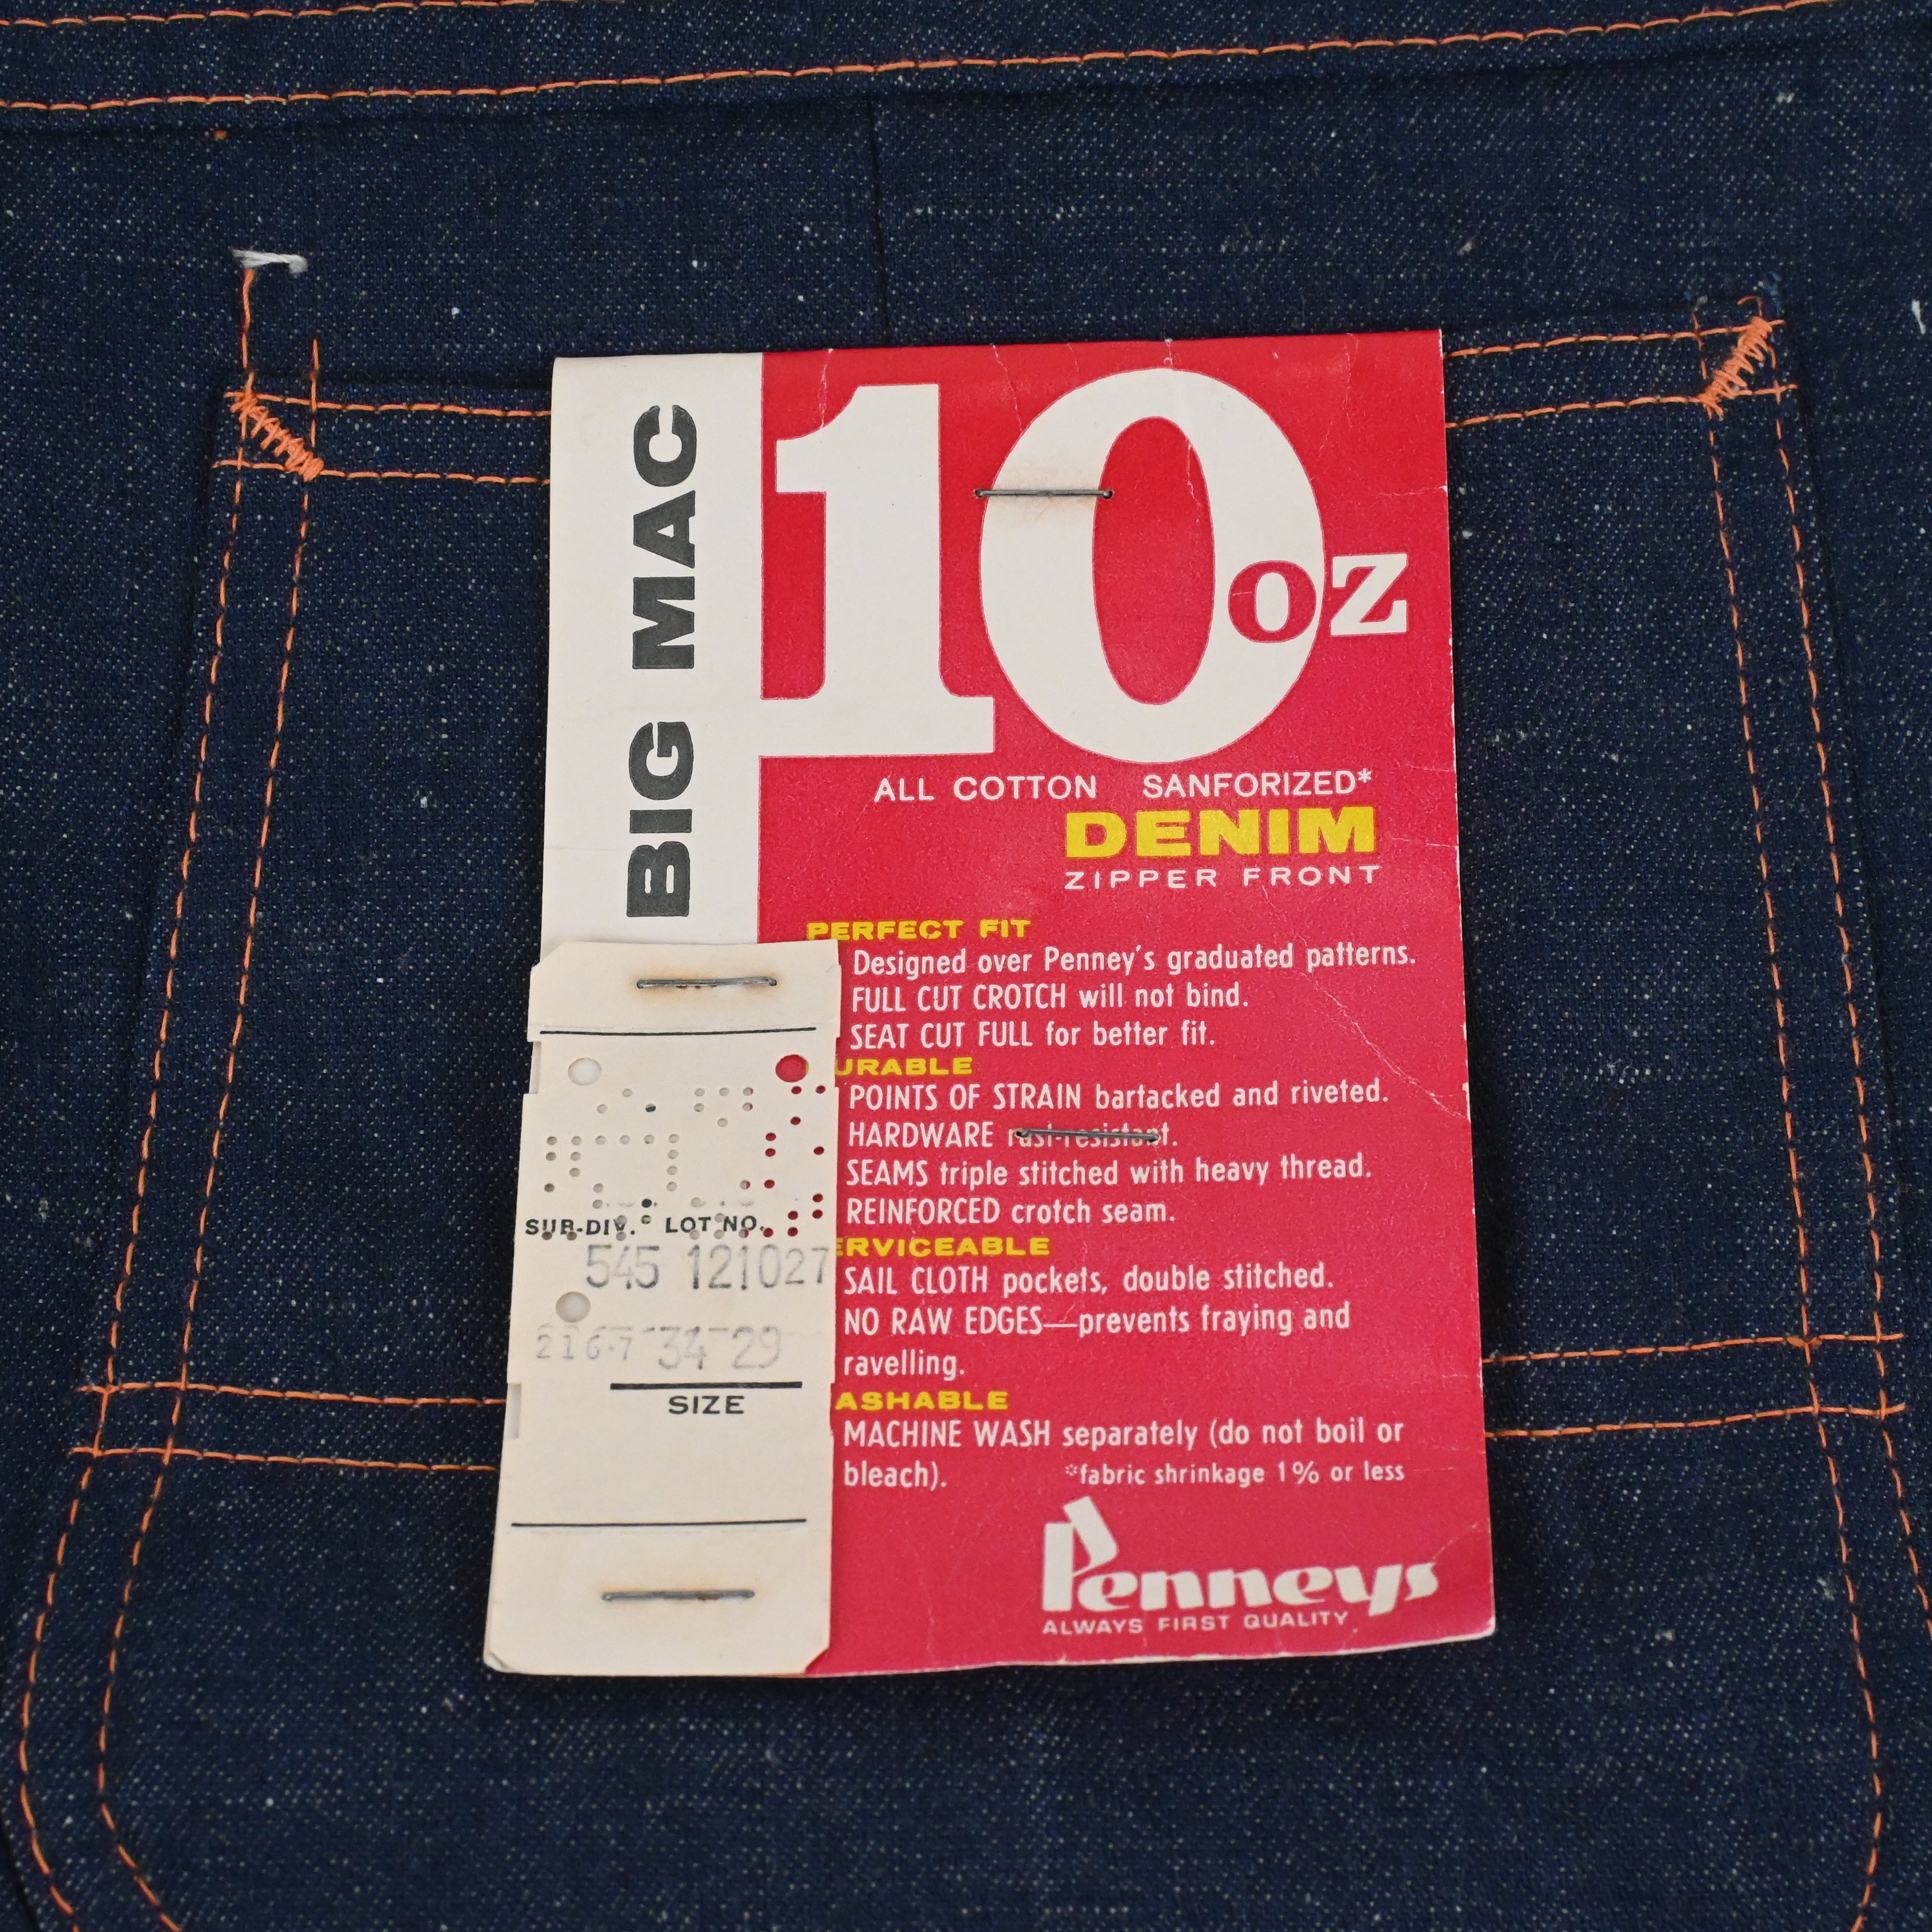 BIG MAC
10 oz
ALL COTTON SANFORIZED*
DENIM
ZIPPER FRONT
PERFECT FIT
Designed over Penney's graduated patterns.
FULL CUT CROTCH will not bind.
SEAT CUT FULL for better fit.
URABLE
POINTS OF STRAIN bartacked and riveted.
HARDWARE rust-resistant.
SEAMS triple stitched with heavy thread.
REINFORCED crotch seam.
ERVICEABLE
SAIL CLOTH pockets, double stitched.
NO RAW EDGES—prevents fraying and
ravelling.
ASHABLE
MACHINE WASH separately (do not boil or
bleach).
*fabric shrinkage 1% or less
Penneys
ALWAYS FIRST QUALITY
SUB-DIV. LOT NO.
545 121027
216-7 34 29
SIZE